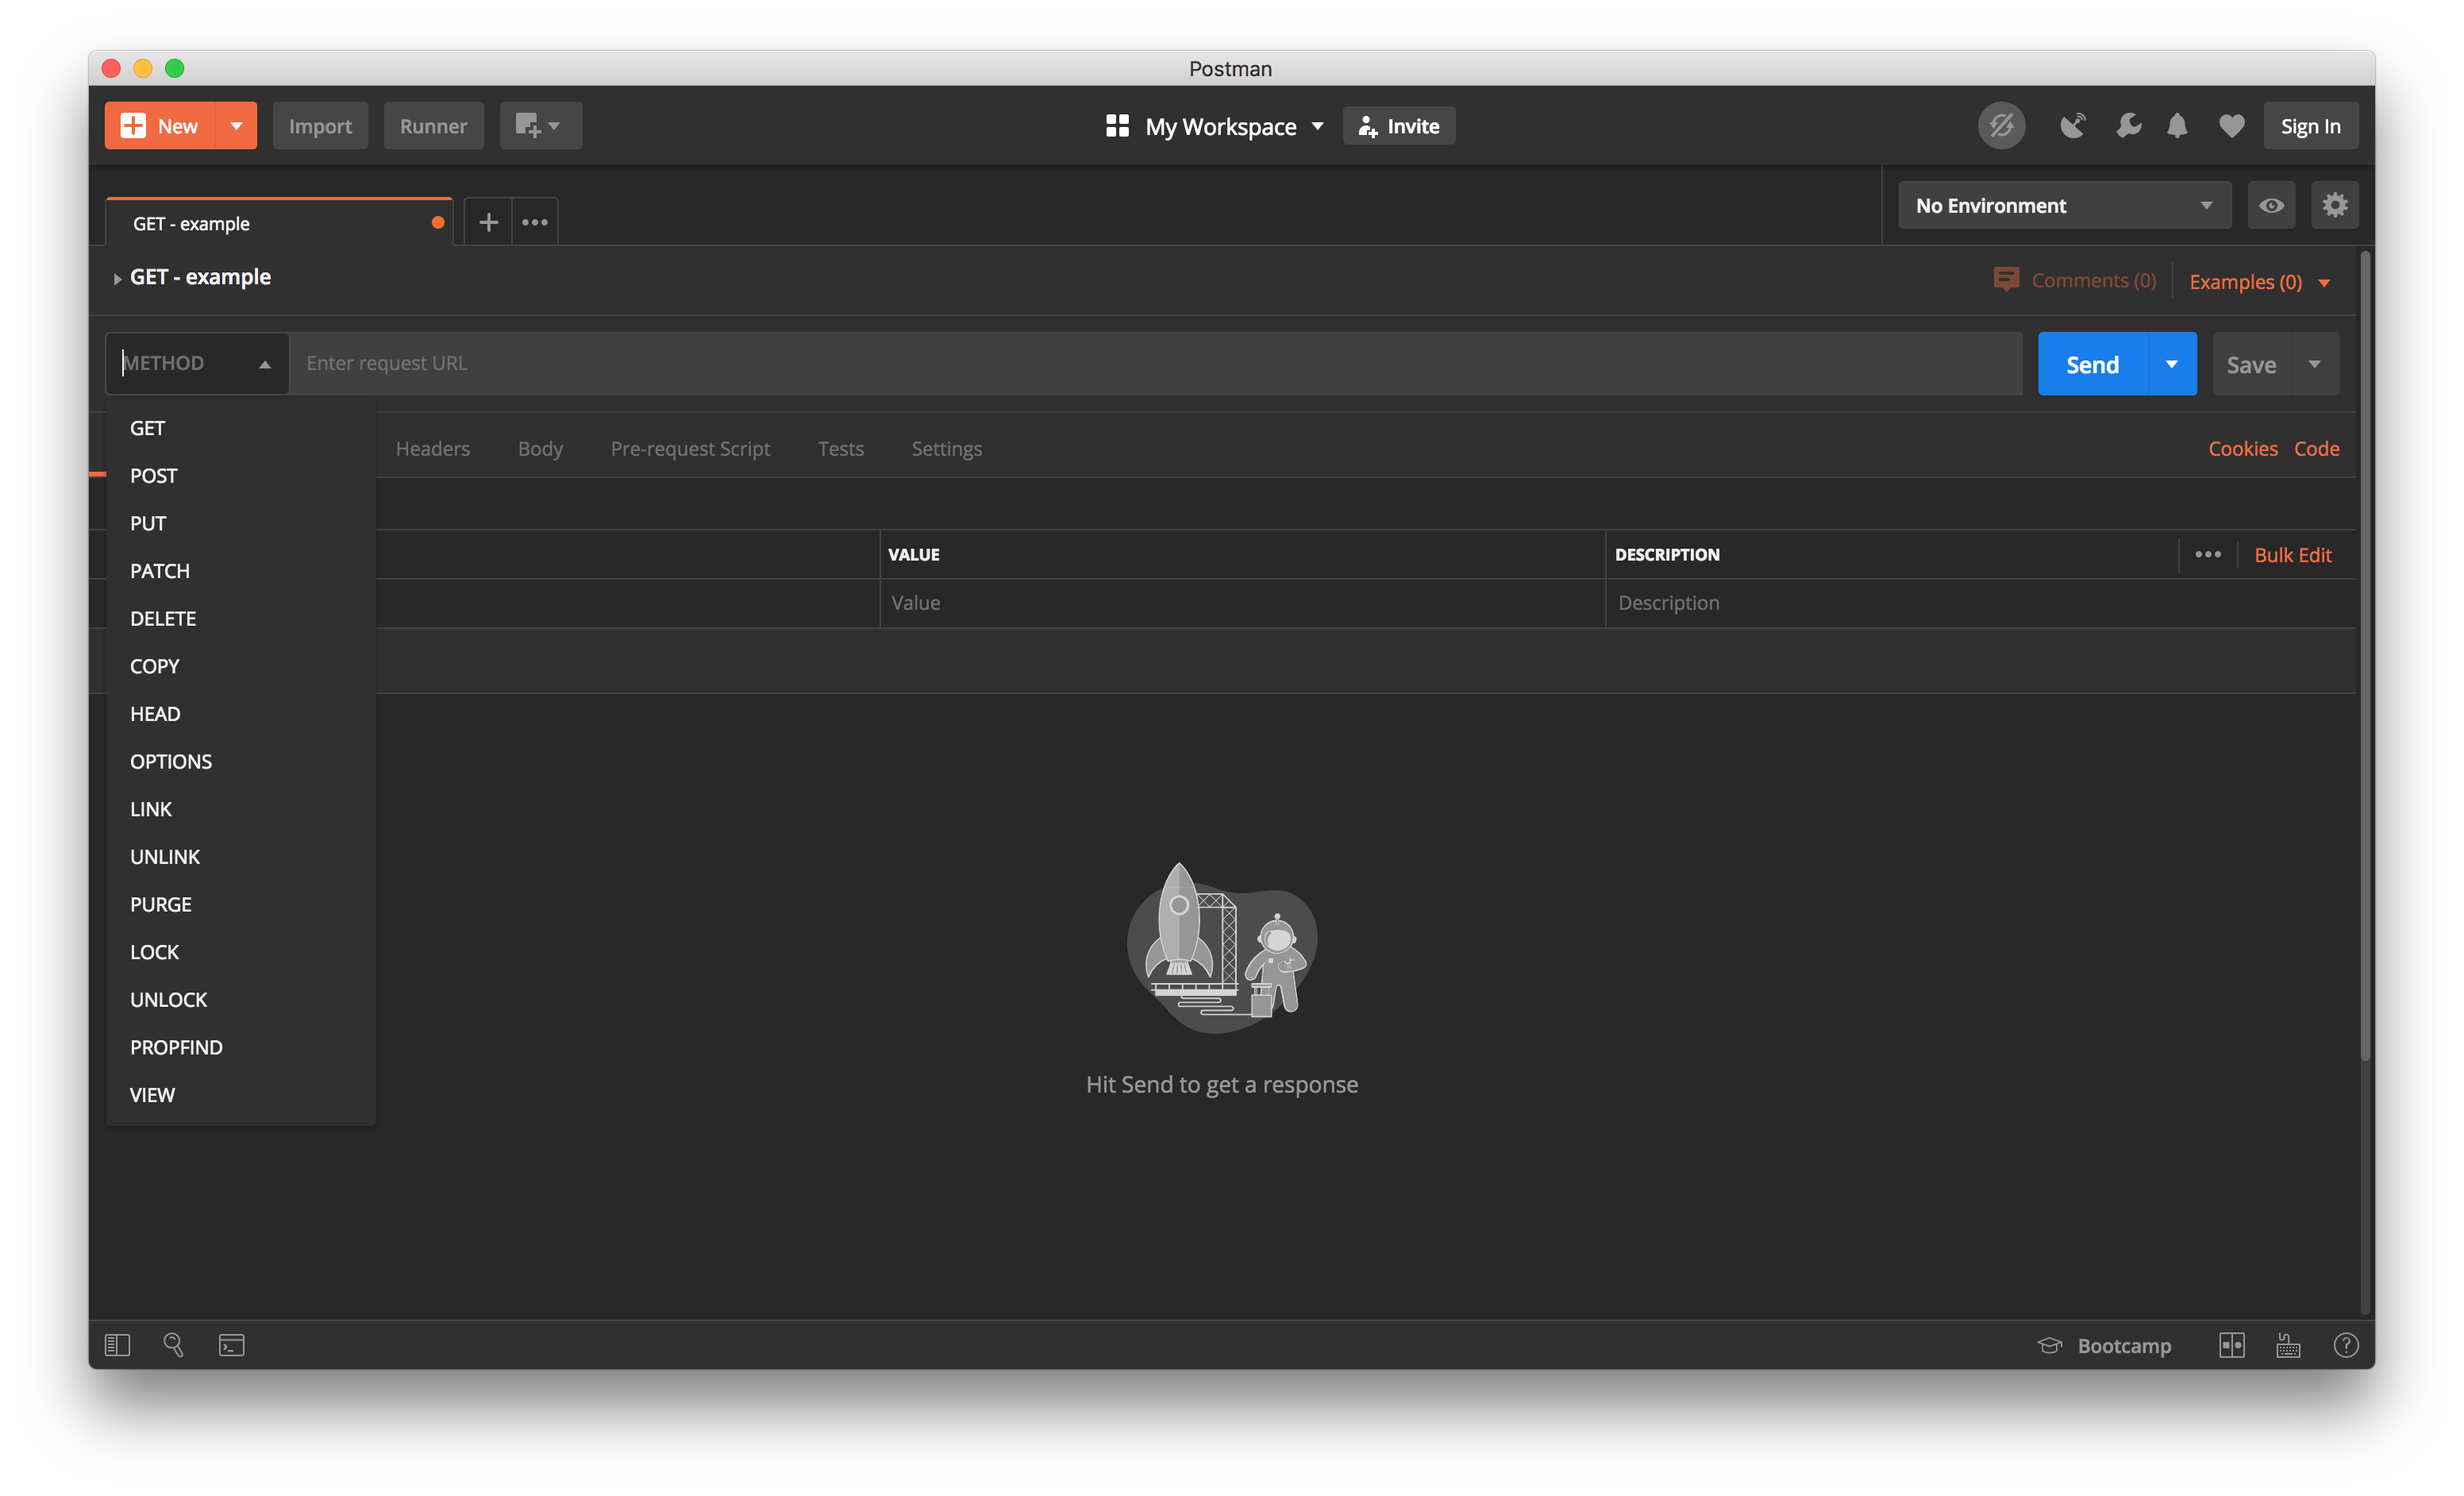 Postman
New Import Runner My Workspace Invite Sign In
GET - example No Environment
GET - example Comments (0) Examples (0)
METHOD Enter request URL Send Save
GET
Headers Body Pre-request Script Tests Settings Cookies Code
POST
PUT
VALUE DESCRIPTION Bulk Edit
PATCH
Value Description
DELETE
COPY
HEAD
OPTIONS
LINK
UNLINK
PURGE
LOCK
UNLOCK
PROPFIND
VIEW
Hit Send to get a response
Bootcamp